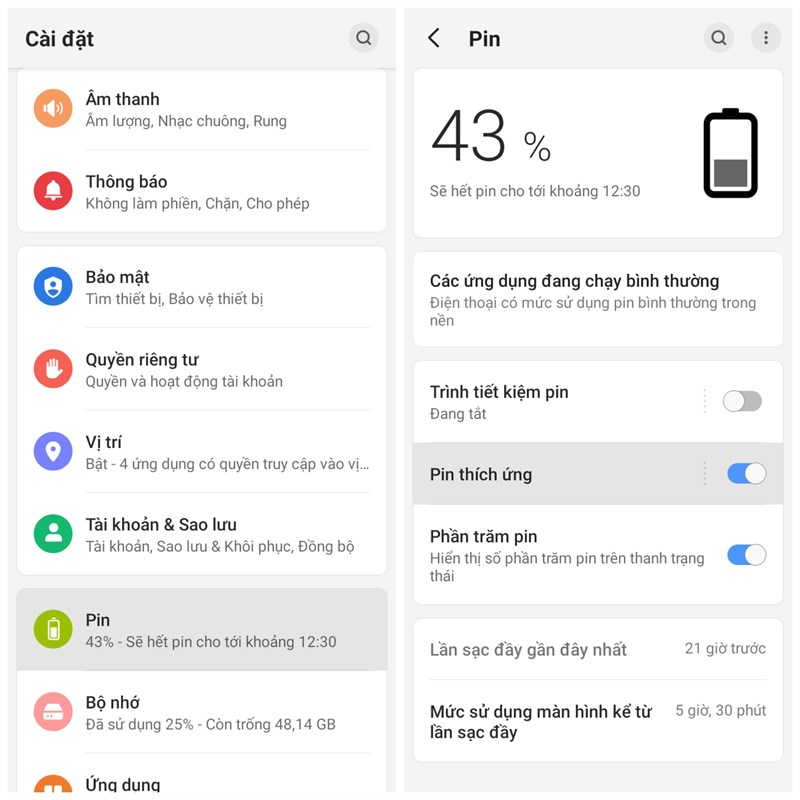 Cài đặt
Âm thanh
Âm lượng, Nhạc chuông, Rung
Thông báo
Không làm phiền, Chặn, Cho phép
Bảo mật
Tìm thiết bị, Bảo vệ thiết bị
Quyền riêng tư
Quyền và hoạt động tài khoản
Vị trí
Bật - 4 ứng dụng có quyền truy cập vào vị...
Tài khoản & Sao lưu
Tài khoản, Sao lưu & Khôi phục, Đồng bộ
Pin
43% - Sẽ hết pin cho tới khoảng 12:30
Bộ nhớ
Đã sử dụng 25% - Còn trống 48,14 GB
Ứng dụng
Pin
43 %
Sẽ hết pin cho tới khoảng 12:30
Các ứng dụng đang chạy bình thường
Điện thoại có mức sử dụng pin bình thường trong
nền
Trình tiết kiệm pin
Đang tắt
Pin thích ứng
Phần trăm pin
Hiển thị số phần trăm pin trên thanh trạng
thái
Lần sạc đầy gần đây nhất
21 giờ trước
Mức sử dụng màn hình kể từ
lần sạc đầy
5 giờ, 30 phút